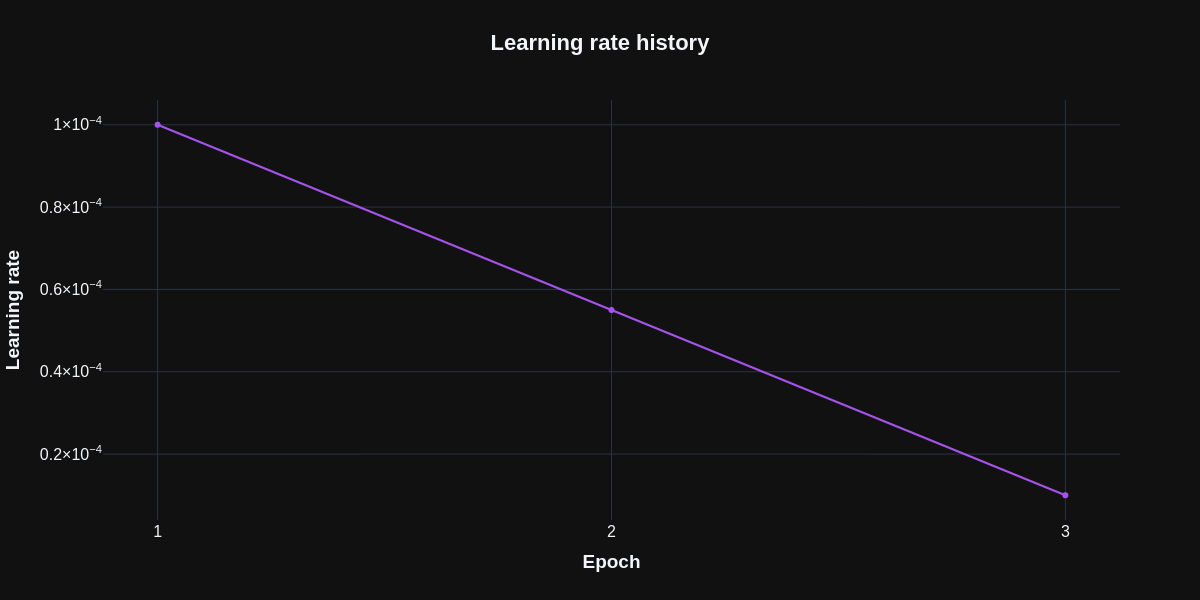 Learning rate history
Learning rate
1×10⁻⁴
0.8×10⁻⁴
0.6×10⁻⁴
0.4×10⁻⁴
0.2×10⁻⁴
1 2 3
Epoch